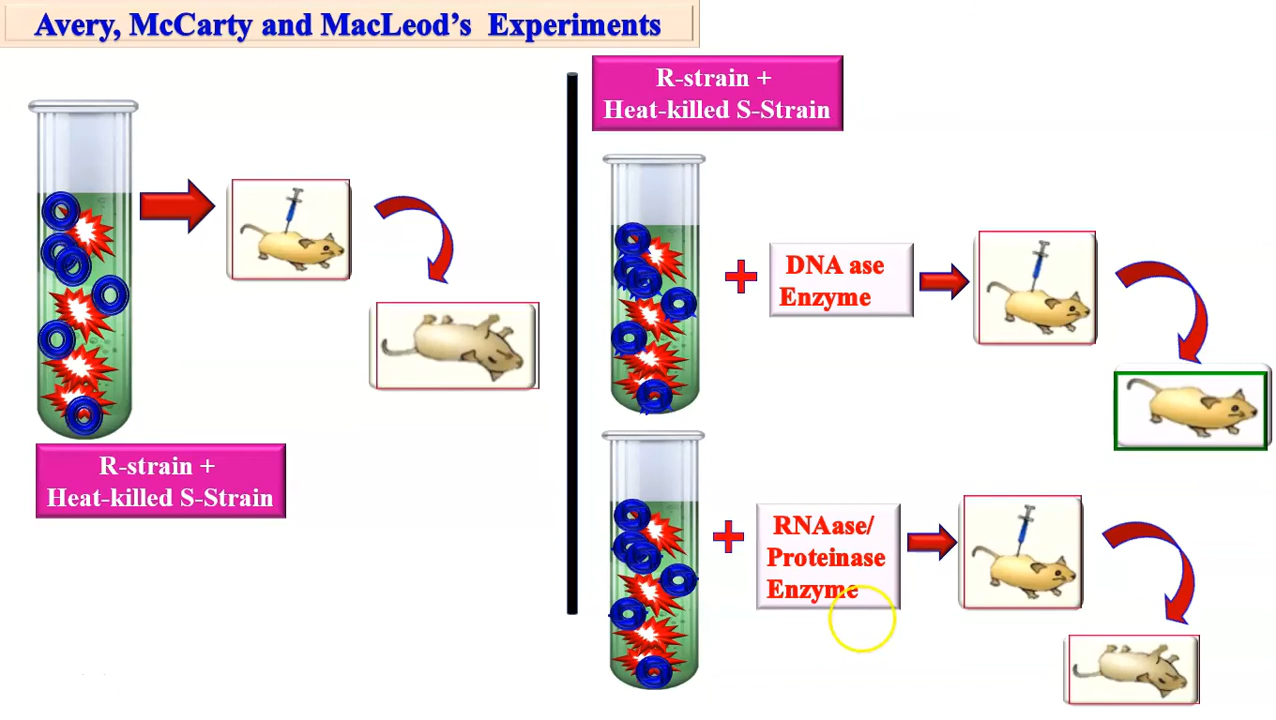 Avery, McCarty and MacLeod's Experiments
R-strain +
Heat-killed S-Strain
R-strain +
Heat-killed S-Strain
+
DNA ase
Enzyme
+
RNAase/
Proteinase
Enzyme